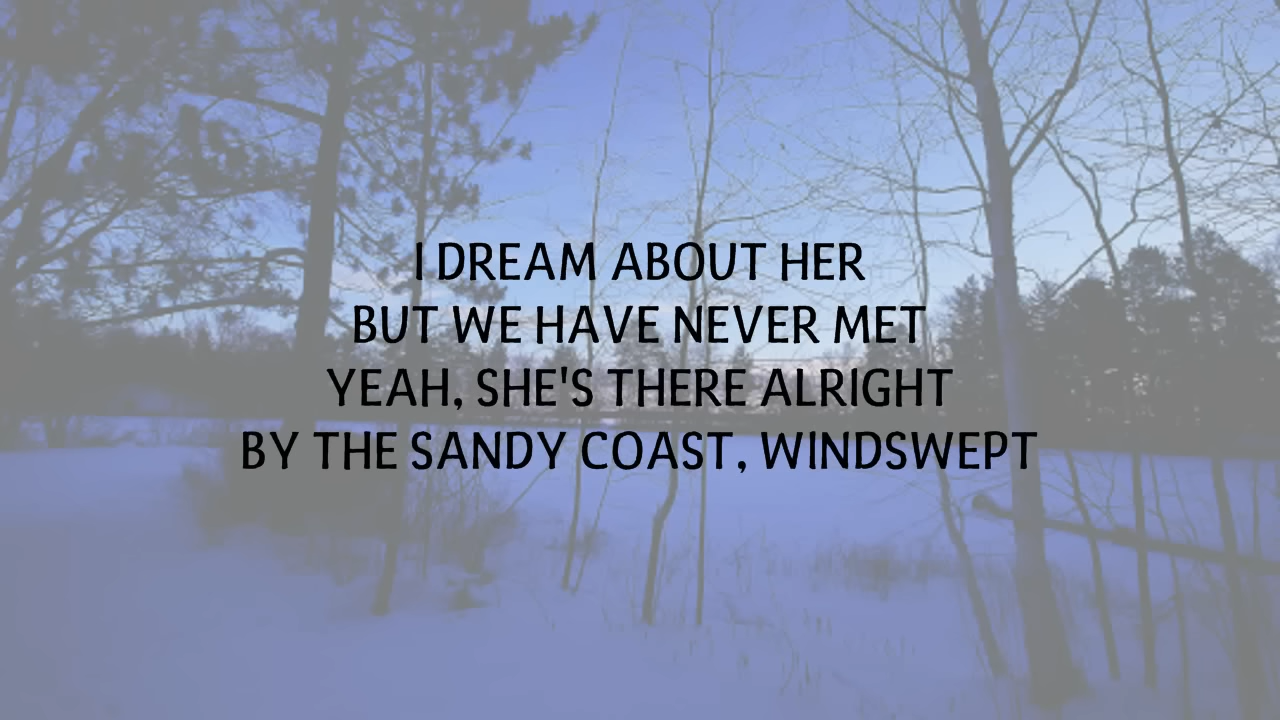 I DREAM ABOUT HER
BUT WE HAVE NEVER MET
YEAH, SHE'S THERE ALRIGHT
BY THE SANDY COAST, WINDSWEPT